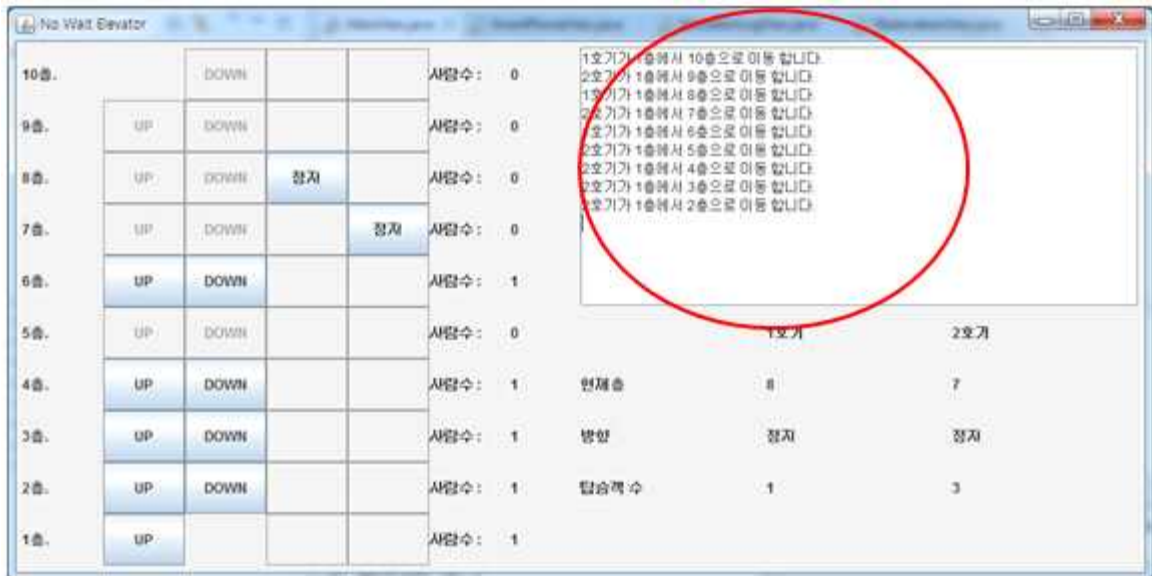 No Wait Elevator
10층. DOWN 사람수: 0
9층. UP DOWN 사람수: 0
8층. UP DOWN 정지 사람수: 0
7층. UP DOWN 정지 사람수: 0
6층. UP DOWN 사람수: 1
5층. UP DOWN 사람수: 0
4층. UP DOWN 사람수: 1
3층. UP DOWN 사람수: 1
2층. UP DOWN 사람수: 1
1층. UP 사람수: 1
1호기가 1층에서 10층으로 이동 합니다.
2호기가 1층에서 9층으로 이동 합니다.
1호기가 1층에서 8층으로 이동 합니다.
2호기가 1층에서 7층으로 이동 합니다.
호기가 1층에서 6층으로 이동 합니다.
2호기가 1층에서 5층으로 이동 합니다.
2호기가 1층에서 4층으로 이동 합니다.
2호기가 1층에서 3층으로 이동 합니다.
2호기가 1층에서 2층으로 이동 합니다.
1호기 2호기
현재층 8 7
방향 정지 정지
탑승객 수 1 3